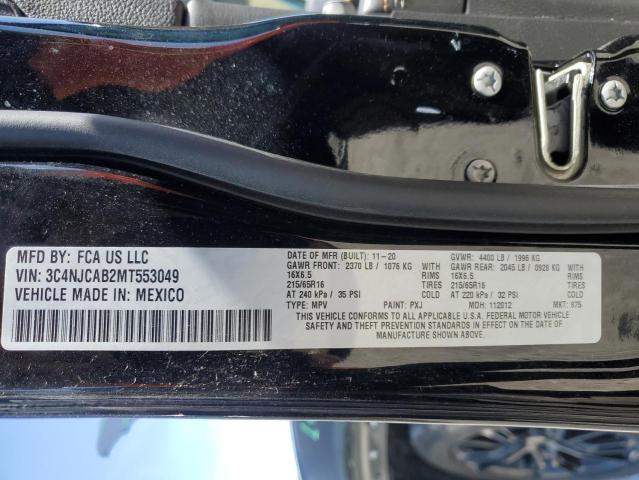 MFD BY: FCA US LLC
VIN: 3C4NJCAB2MT553049
VEHICLE MADE IN: MEXICO
DATE OF MFR (BUILT): 11-20 GVWR: 4400 LB / 1996 KG
GAWR FRONT: 2370 LB / 1076 KG WITH GAWR REAR: 2045 LB / 0928 KG WITH
16X6.5 RIMS 16X6.5 RIMS
215/65R16 TIRES 215/65R16 TIRES
AT 240 kPa / 35 PSI COLD AT 220 kPa / 32 PSI COLD
TYPE: MPV PAINT: PXJ MDH: 112012 MKT: 875
THIS VEHICLE CONFORMS TO ALL APPLICABLE U.S.A. FEDERAL MOTOR VEHICLE
SAFETY AND THEFT PREVENTION STANDARDS IN EFFECT ON THE DATE OF
MANUFACTURE SHOWN ABOVE.